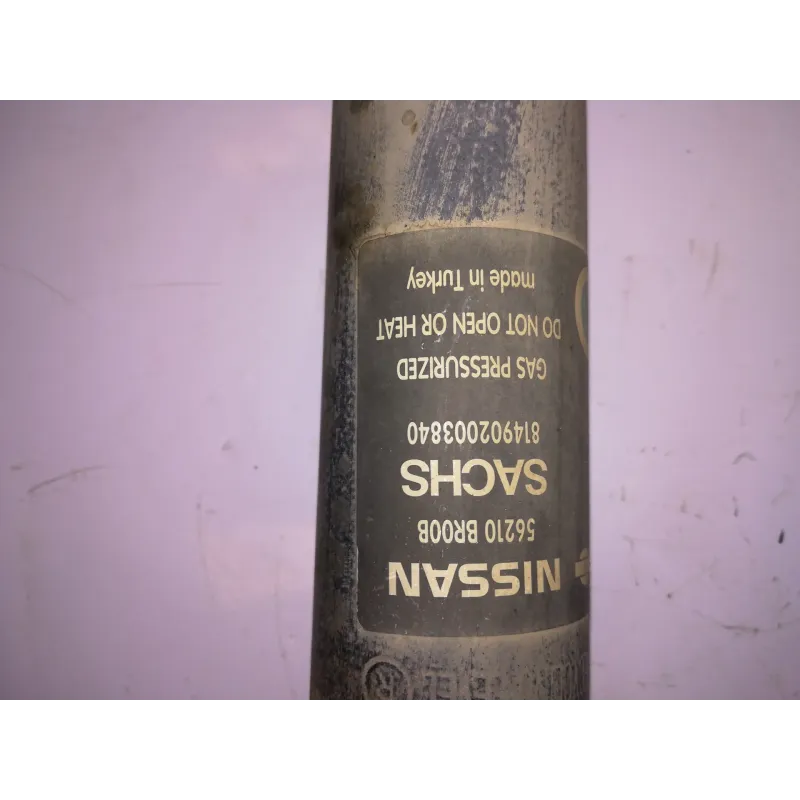 NISSAN
56210 BR00B
SACHS
814902003840
GAS PRESSURIZED
DO NOT OPEN OR HEAT
made in Turkey